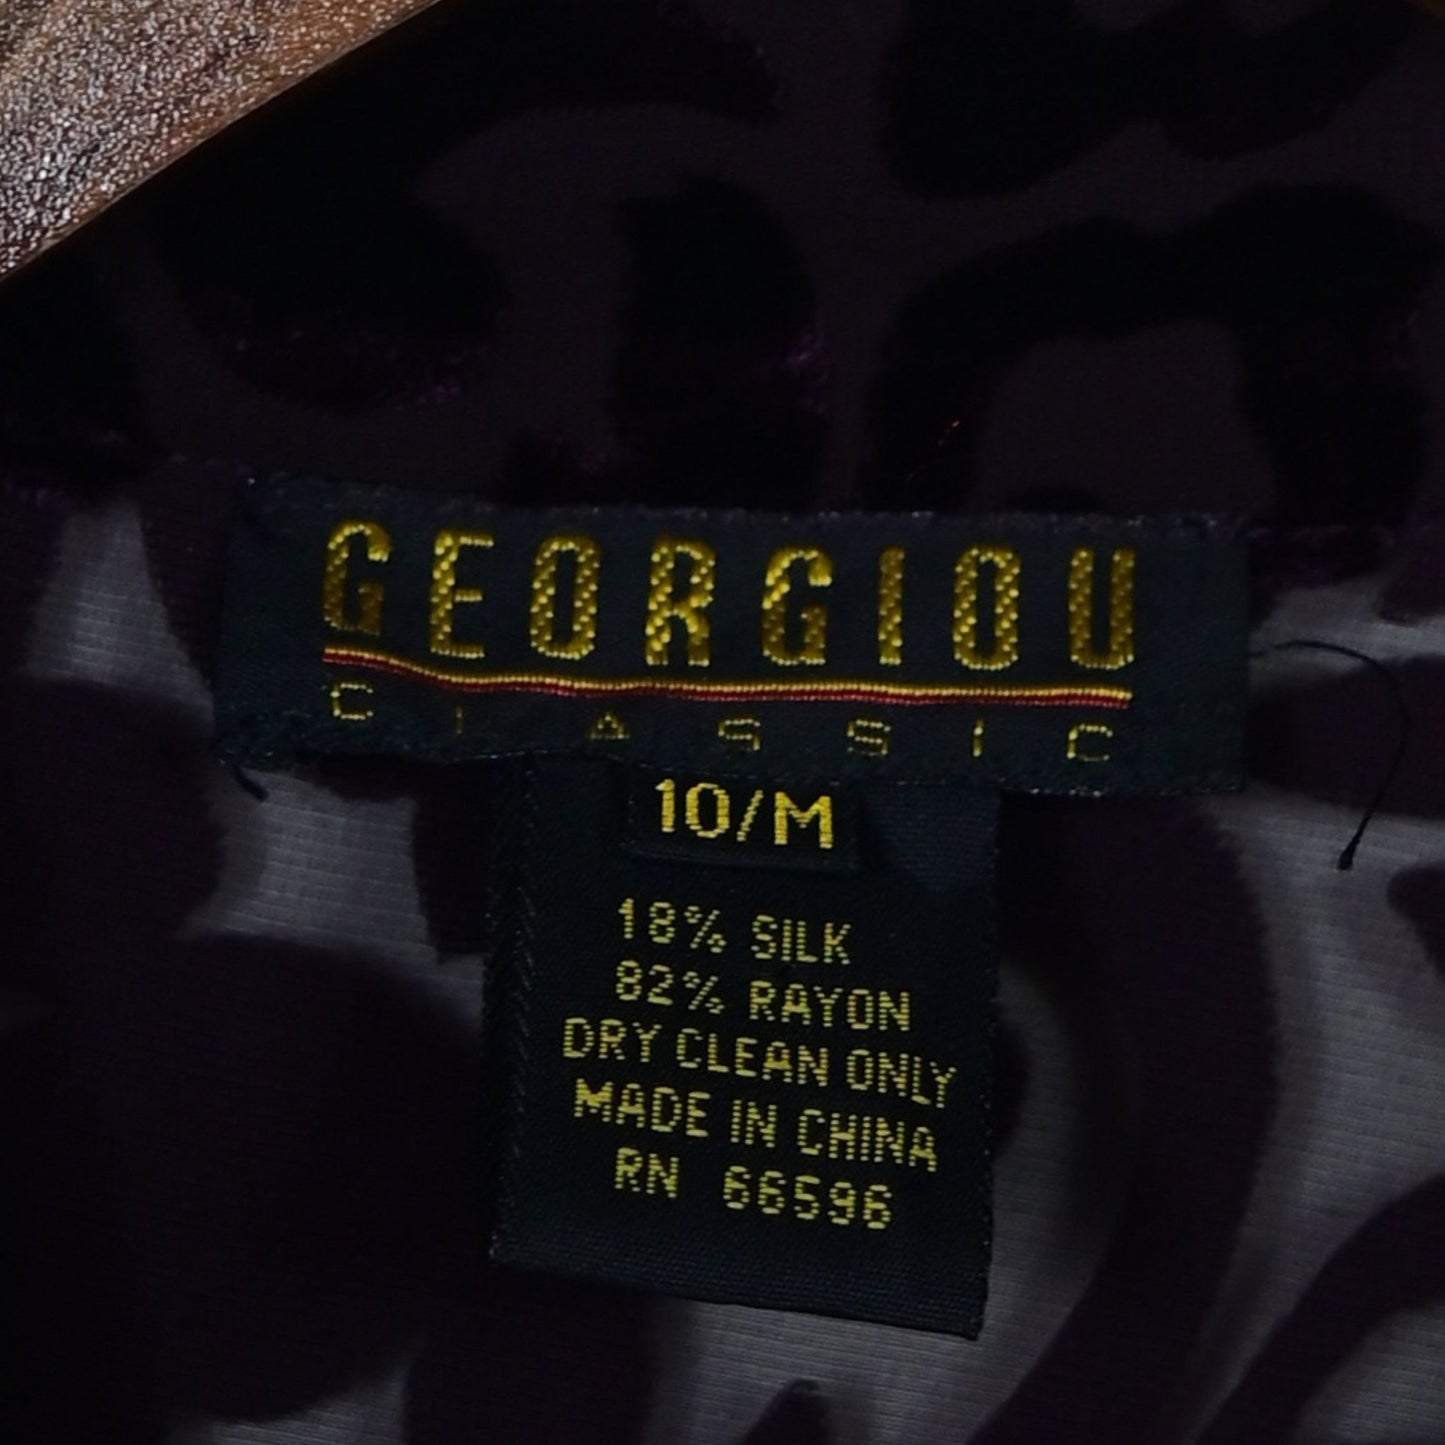 GEORGIOU
CLASSIC
10/M
18% SILK
82% RAYON
DRY CLEAN ONLY
MADE IN CHINA
RN 66596